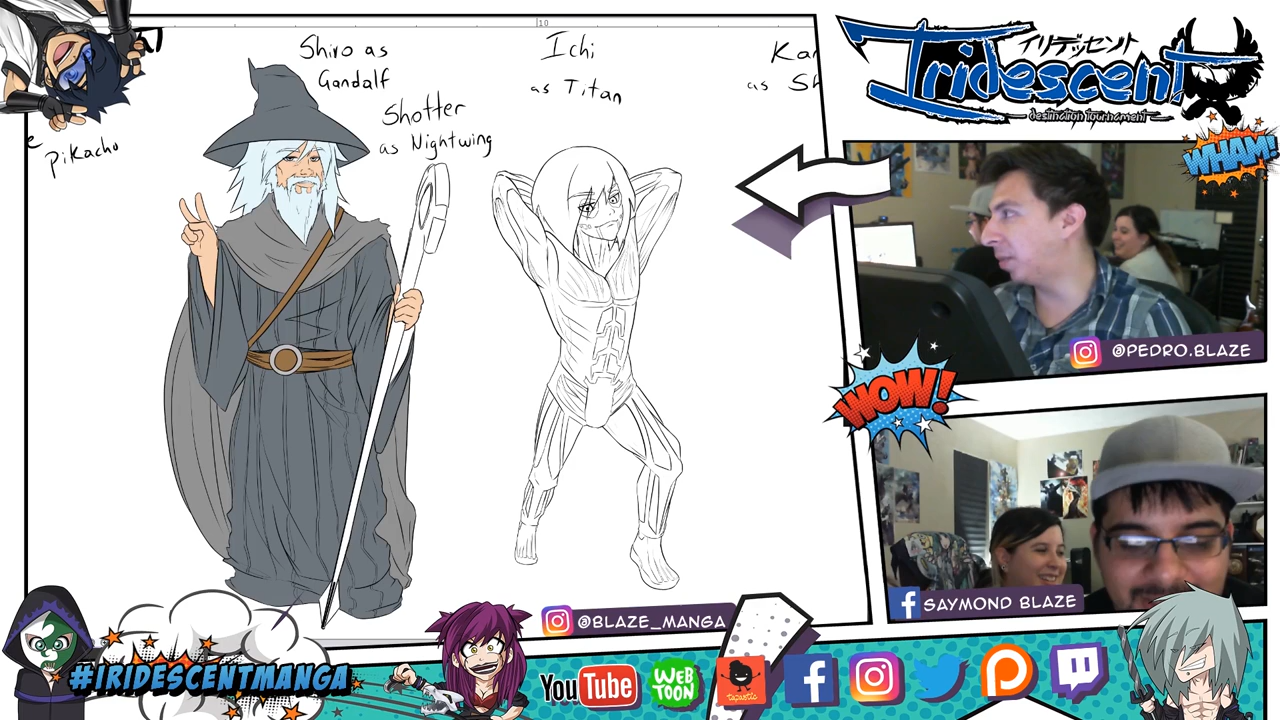 10
Shiro as
Gandalf
Shotter
as Nightwing
Pikacho
Ichi
as Titan
イリデッセント
Iridescent
destination tournament
WHAM!
@PEDRO.BLAZE
WOW!
SAYMOND BLAZE
@BLAZE_MANGA
#IRIDESCENTMANGA
YouTube
WEB
TOON
tapastic